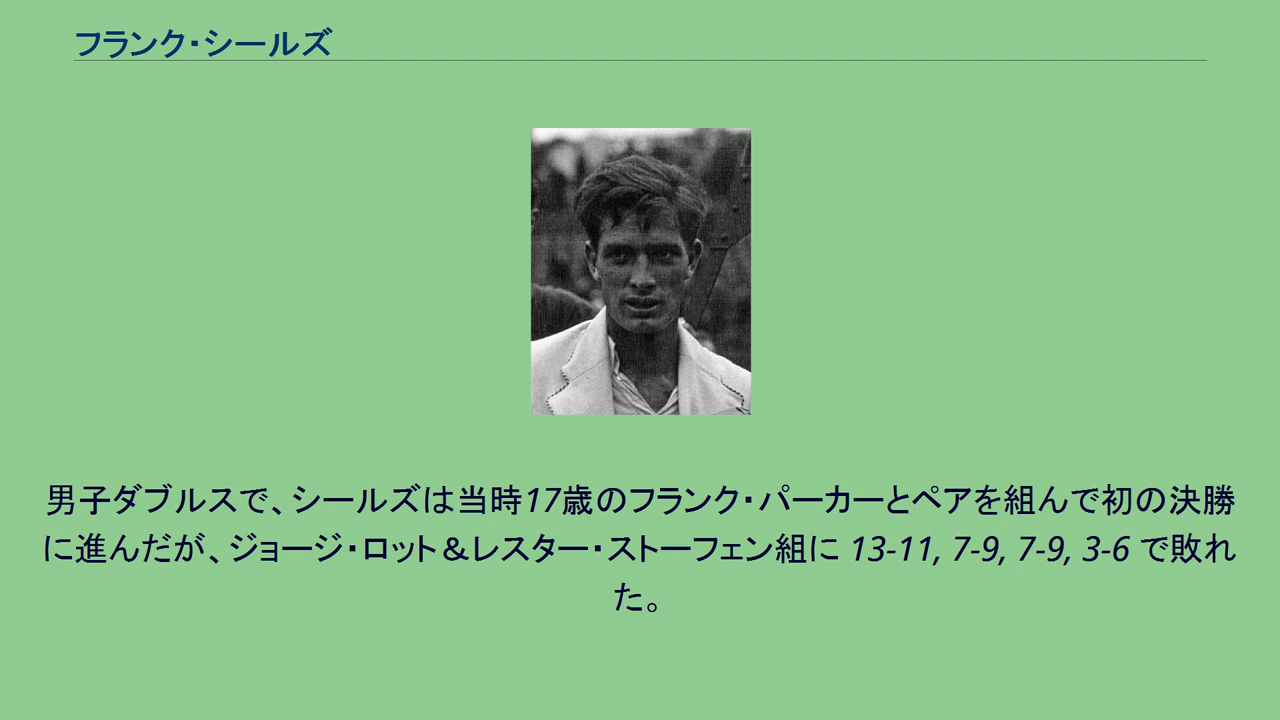 フランク・シールズ
男子ダブルスで、シールズは当時17歳のフランク・パーカーとペアを組んで初の決勝
に進んだが、ジョージ・ロット＆レスター・ストーフェン組に 13-11, 7-9, 7-9, 3-6 で敗れ
た。